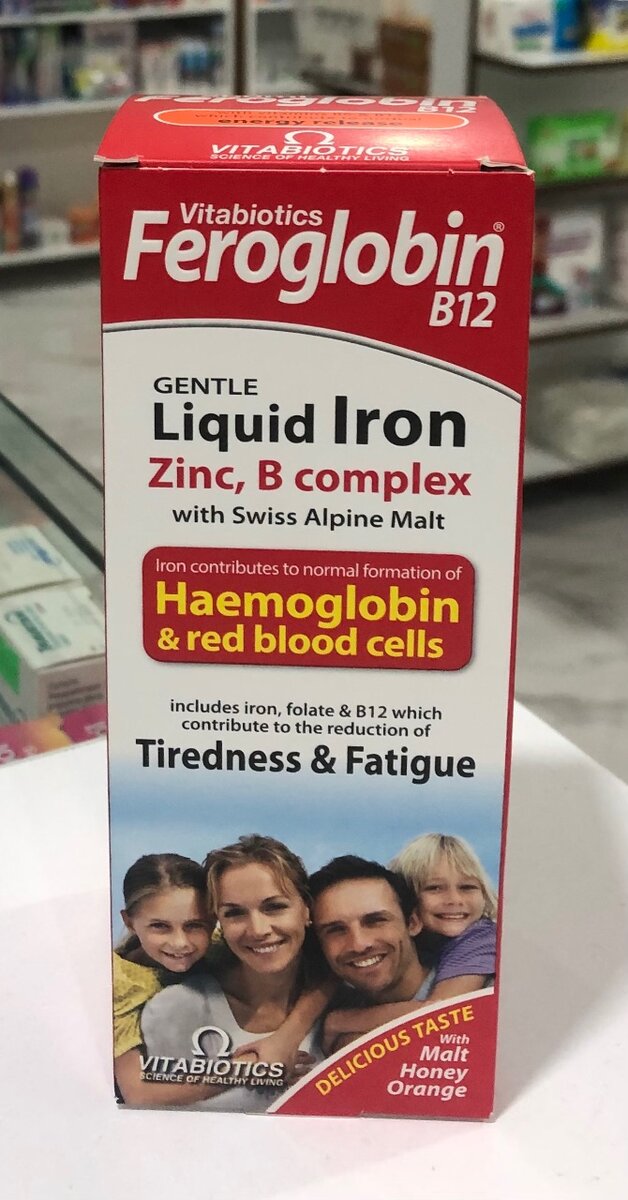 Feroglobin
B12
energy release
VITABIOTICS
SCIENCE OF HEALTHY LIVING
Vitabiotics
Feroglobin®
B12
GENTLE
Liquid Iron
Zinc, B complex
with Swiss Alpine Malt
Iron contributes to normal formation of
Haemoglobin
& red blood cells
includes iron, folate & B12 which
contribute to the reduction of
Tiredness & Fatigue
DELICIOUS TASTE
With
Malt
Honey
Orange
VITABIOTICS
SCIENCE OF HEALTHY LIVING